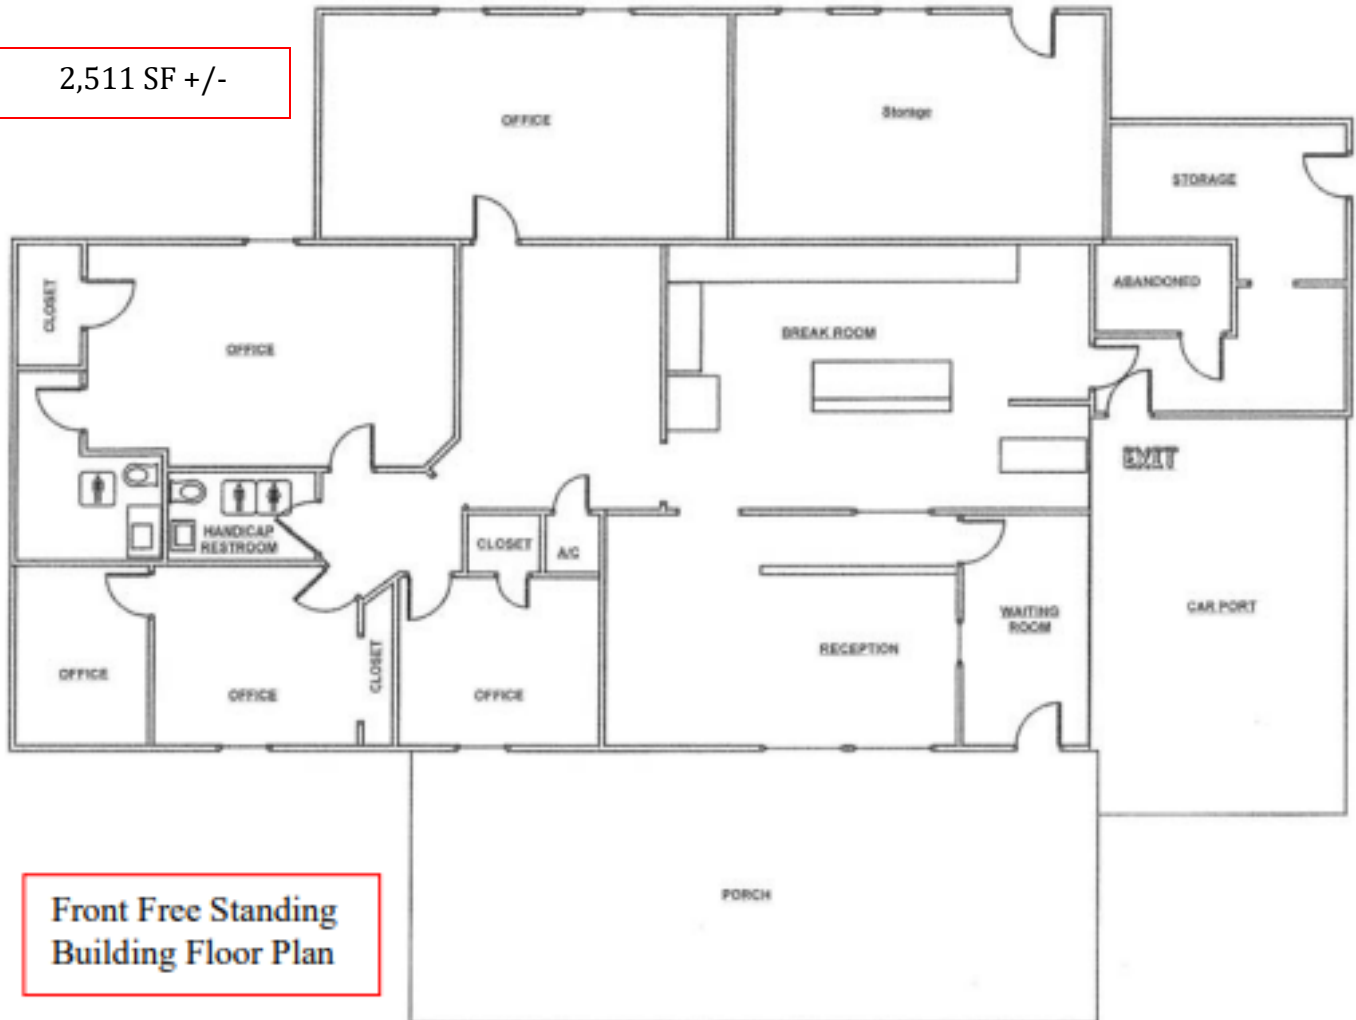 2,511 SF +/-
OFFICE
Storage
STORAGE
CLOSET
OFFICE
BREAK ROOM
ABANDONED
EXIT
HANDICAP
RESTROOM
CLOSET
A/C
OFFICE
OFFICE
CLOSET
OFFICE
RECEPTION
WAITING
ROOM
CAR PORT
PORCH
Front Free Standing
Building Floor Plan